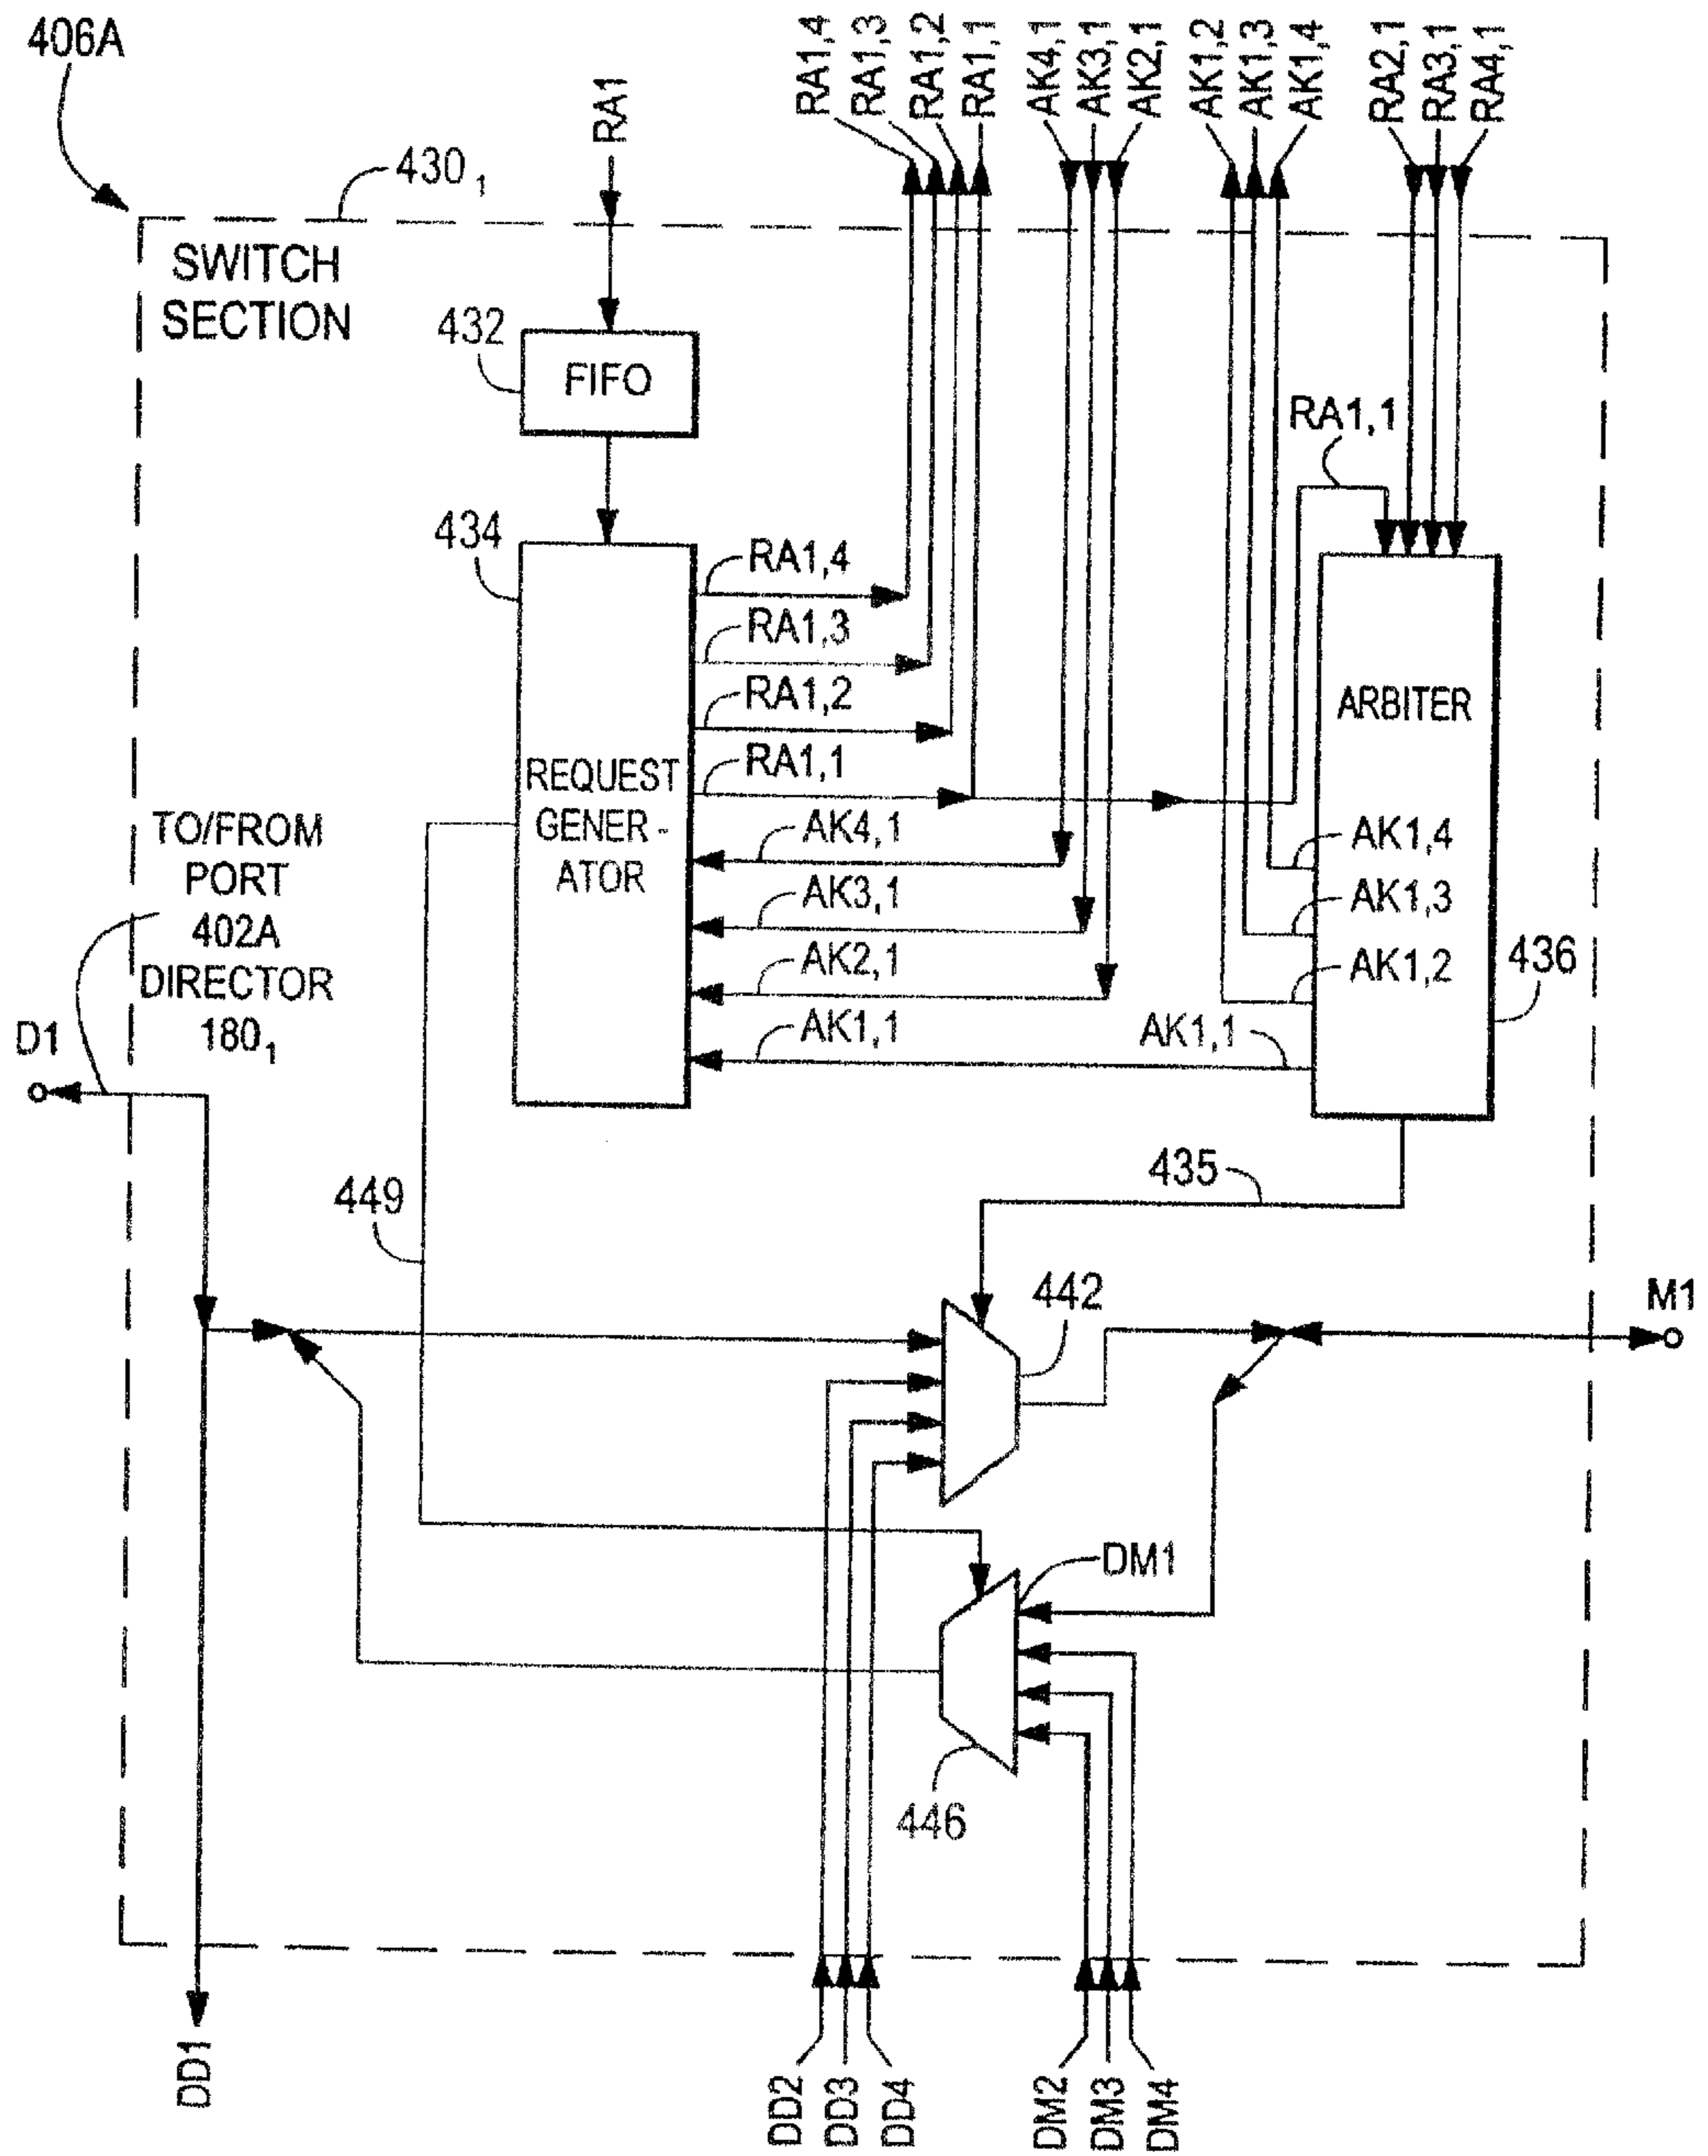 406A
RA1
RA1,4
RA1,3
RA1,2
RA1,1
AK4,1
AK3,1
AK2,1
AK1,2
AK1,3
AK1,4
RA2,1
RA3,1
RA4,1
430₁
SWITCH
SECTION
432
FIFO
RA1,1
434
RA1,4
RA1,3
RA1,2
RA1,1
REQUEST
GENER-
ATOR
AK4,1
AK3,1
AK2,1
AK1,1
AK1,1
ARBITER
AK1,4
AK1,3
AK1,2
436
TO/FROM
PORT
402A
DIRECTOR
180₁
D1
435
449
442
M1
DM1
446
DD1
DD2
DD3
DD4
DM2
DM3
DM4